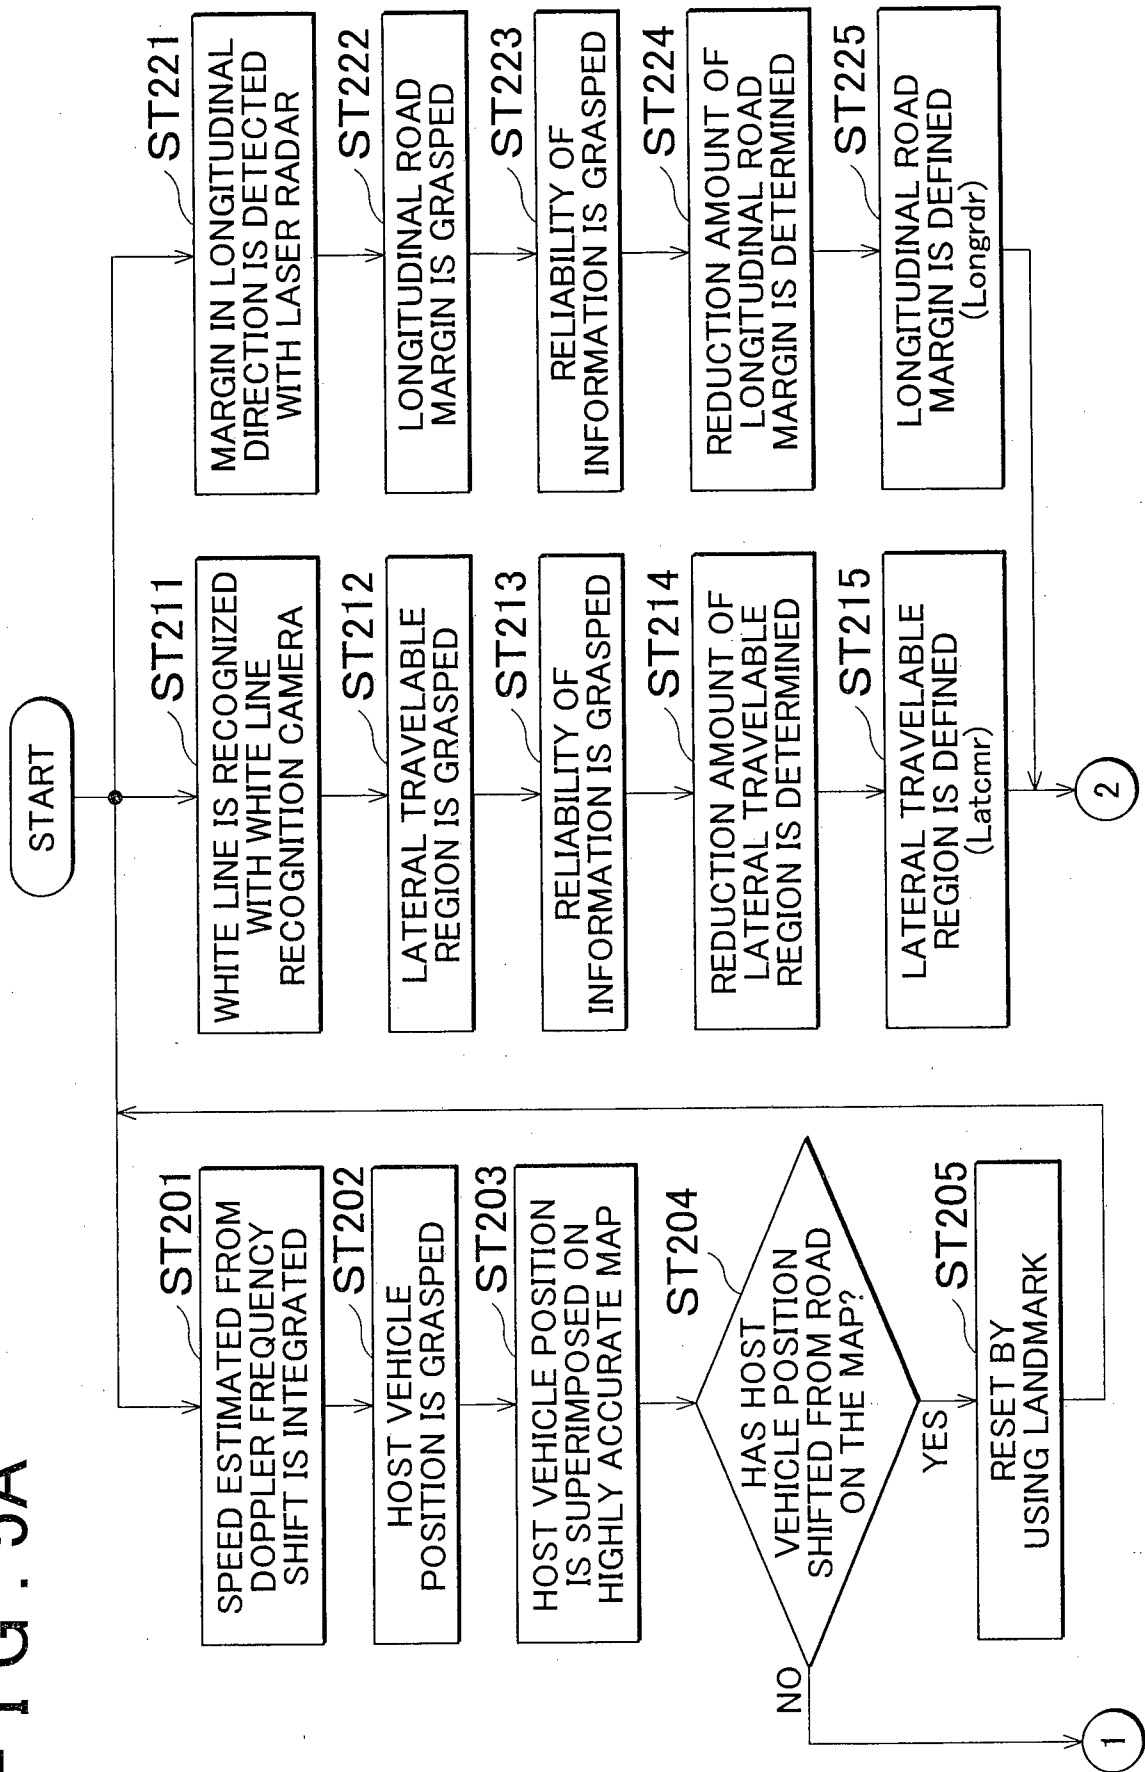 FIG. 5A
START
ST201
SPEED ESTIMATED FROM
DOPPLER FREQUENCY
SHIFT IS INTEGRATED
ST202
HOST VEHICLE
POSITION IS GRASPED
ST203
HOST VEHICLE POSITION
IS SUPERIMPOSED ON
HIGHLY ACCURATE MAP
ST204
HAS HOST
VEHICLE POSITION
SHIFTED FROM ROAD
ON THE MAP?
NO
YES
ST205
RESET BY
USING LANDMARK
1
ST211
WHITE LINE IS RECOGNIZED
WITH WHITE LINE
RECOGNITION CAMERA
ST212
LATERAL TRAVELABLE
REGION IS GRASPED
ST213
RELIABILITY OF
INFORMATION IS GRASPED
ST214
REDUCTION AMOUNT OF
LATERAL TRAVELABLE
REGION IS DETERMINED
ST215
LATERAL TRAVELABLE
REGION IS DEFINED
(Latcmr)
2
ST221
MARGIN IN LONGITUDINAL
DIRECTION IS DETECTED
WITH LASER RADAR
ST222
LONGITUDINAL ROAD
MARGIN IS GRASPED
ST223
RELIABILITY OF
INFORMATION IS GRASPED
ST224
REDUCTION AMOUNT OF
LONGITUDINAL ROAD
MARGIN IS DETERMINED
ST225
LONGITUDINAL ROAD
MARGIN IS DEFINED
(Longrdr)